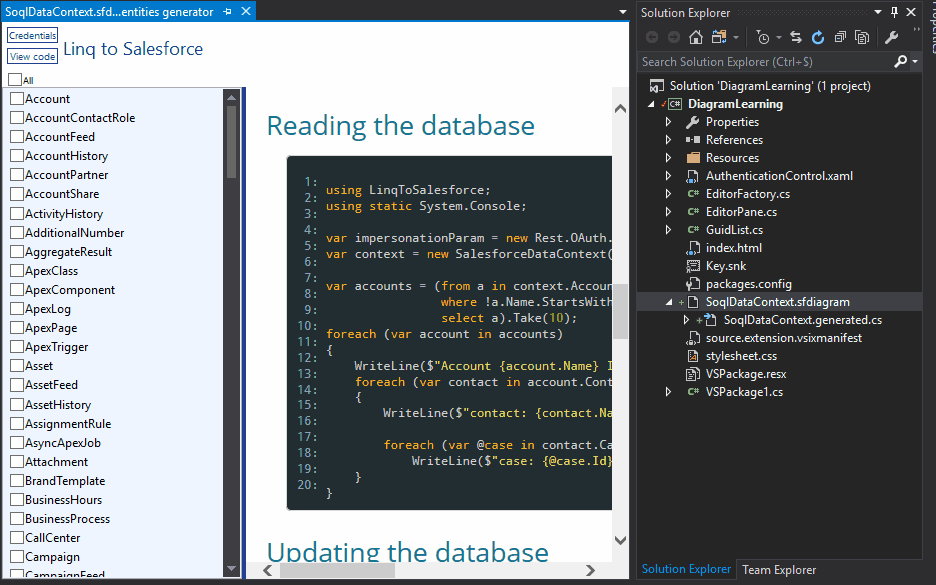 SoqlDataContext.sfd...entities generator
Credentials
View code
Linq to Salesforce
All
Account
AccountContactRole
AccountFeed
AccountHistory
AccountPartner
AccountShare
ActivityHistory
AdditionalNumber
AggregateResult
ApexClass
ApexComponent
ApexLog
ApexPage
ApexTrigger
Asset
AssetFeed
AssetHistory
AssignmentRule
AsyncApexJob
Attachment
BrandTemplate
BusinessHours
BusinessProcess
CallCenter
Campaign
CampaignFeed
Reading the database
1:
2: using LinqToSalesforce;
3: using static System.Console;
4:
5: var impersonationParam = new Rest.OAuth.
6: var context = new SalesforceDataContext(
7:
8: var accounts = (from a in context.Accoun
9: where !a.Name.StartsWith
10: select a).Take(10);
11: foreach (var account in accounts)
12: {
13: WriteLine($"Account {account.Name} I
14: foreach (var contact in account.Cont
15: {
16: WriteLine($"contact: {contact.Na
17:
18: foreach (var @case in contact.Ca
19: WriteLine($"case: {@case.Id}
20: }
}
Updating the database
Solution Explorer
Search Solution Explorer (Ctrl+$)
Solution 'DiagramLearning' (1 project)
C# DiagramLearning
Properties
References
Resources
AuthenticationControl.xaml
C# EditorFactory.cs
C# EditorPane.cs
C# GuidList.cs
index.html
Key.snk
packages.config
SoqlDataContext.sfdiagram
SoqlDataContext.generated.cs
source.extension.vsixmanifest
stylesheet.css
VSPackage.resx
C# VSPackage1.cs
Solution Explorer
Team Explorer